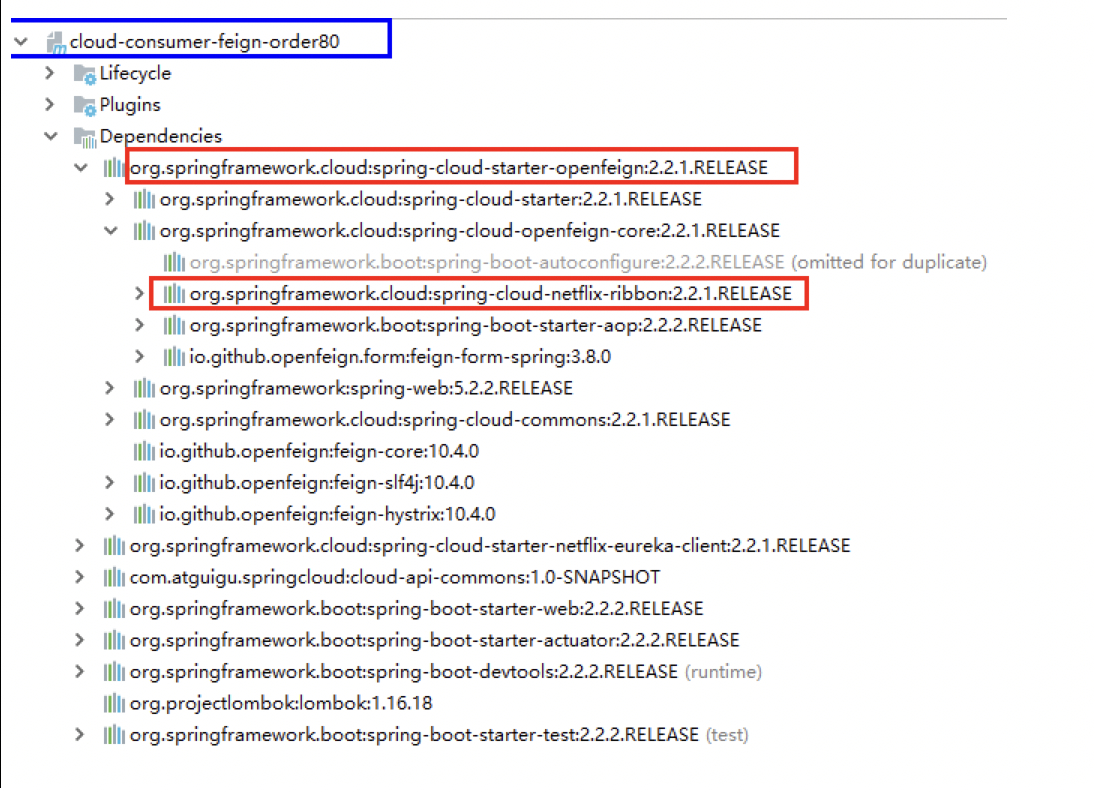 cloud-consumer-feign-order80
Lifecycle
Plugins
Dependencies
org.springframework.cloud:spring-cloud-starter-openfeign:2.2.1.RELEASE
org.springframework.cloud:spring-cloud-starter:2.2.1.RELEASE
org.springframework.cloud:spring-cloud-openfeign-core:2.2.1.RELEASE
org.springframework.boot:spring-boot-autoconfigure:2.2.2.RELEASE (omitted for duplicate)
org.springframework.cloud:spring-cloud-netflix-ribbon:2.2.1.RELEASE
org.springframework.boot:spring-boot-starter-aop:2.2.2.RELEASE
io.github.openfeign.form:feign-form-spring:3.8.0
org.springframework:spring-web:5.2.2.RELEASE
org.springframework.cloud:spring-cloud-commons:2.2.1.RELEASE
io.github.openfeign:feign-core:10.4.0
io.github.openfeign:feign-slf4j:10.4.0
io.github.openfeign:feign-hystrix:10.4.0
org.springframework.cloud:spring-cloud-starter-netflix-eureka-client:2.2.1.RELEASE
com.atguigu.springcloud:cloud-api-commons:1.0-SNAPSHOT
org.springframework.boot:spring-boot-starter-web:2.2.2.RELEASE
org.springframework.boot:spring-boot-starter-actuator:2.2.2.RELEASE
org.springframework.boot:spring-boot-devtools:2.2.2.RELEASE (runtime)
org.projectlombok:lombok:1.16.18
org.springframework.boot:spring-boot-starter-test:2.2.2.RELEASE (test)